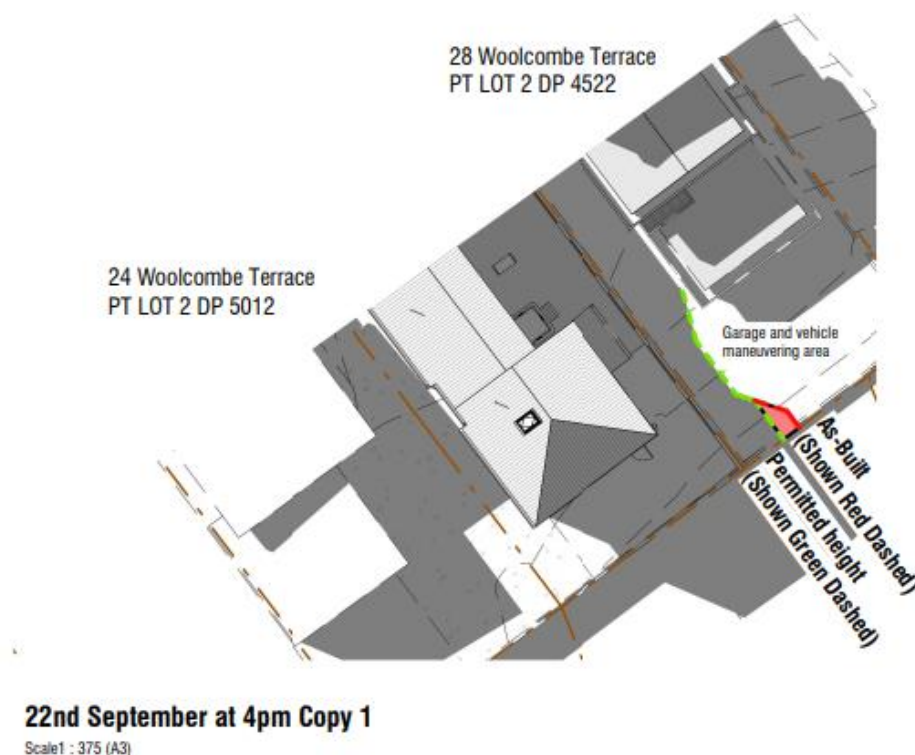 28 Woolcombe Terrace
PT LOT 2 DP 4522
24 Woolcombe Terrace
PT LOT 2 DP 5012
Garage and vehicle
maneuvering area
As-Built
(Shown Red Dashed)
Permitted height
(Shown Green Dashed)
22nd September at 4pm Copy 1
Scale1 : 375 (A3)